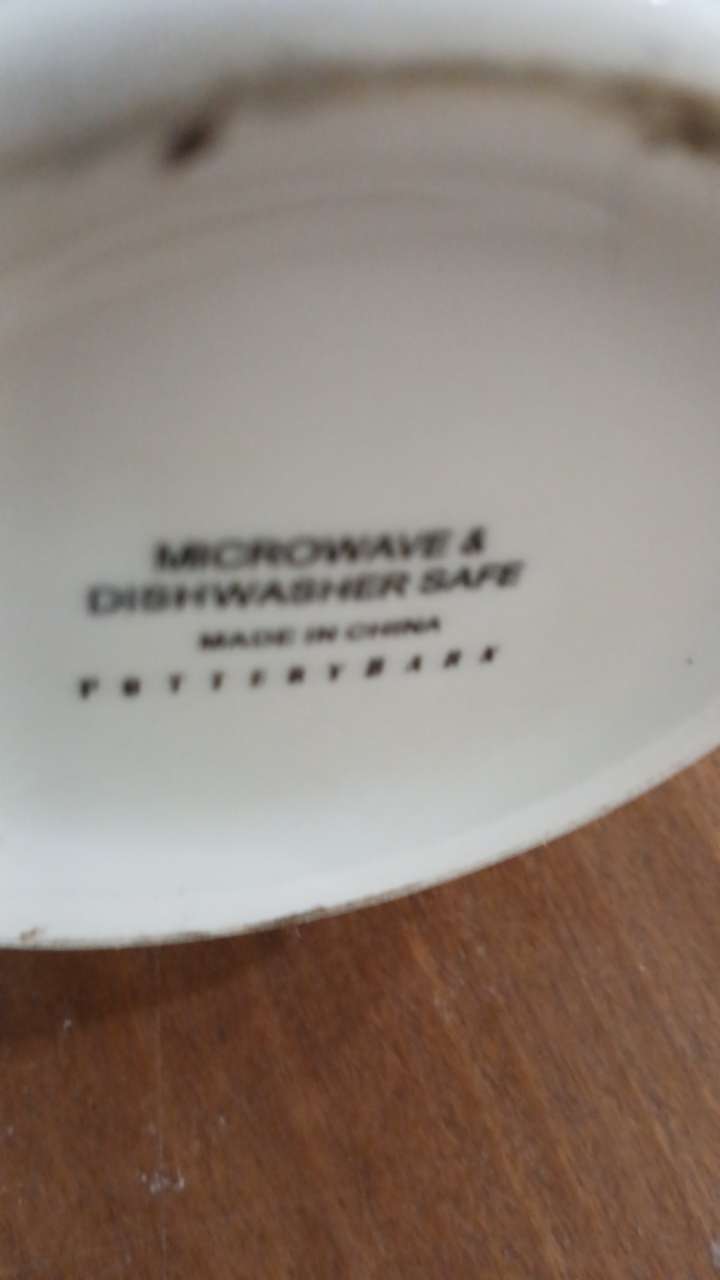 MICROWAVE &
DISHWASHER SAFE
MADE IN CHINA
POTTERYBARN